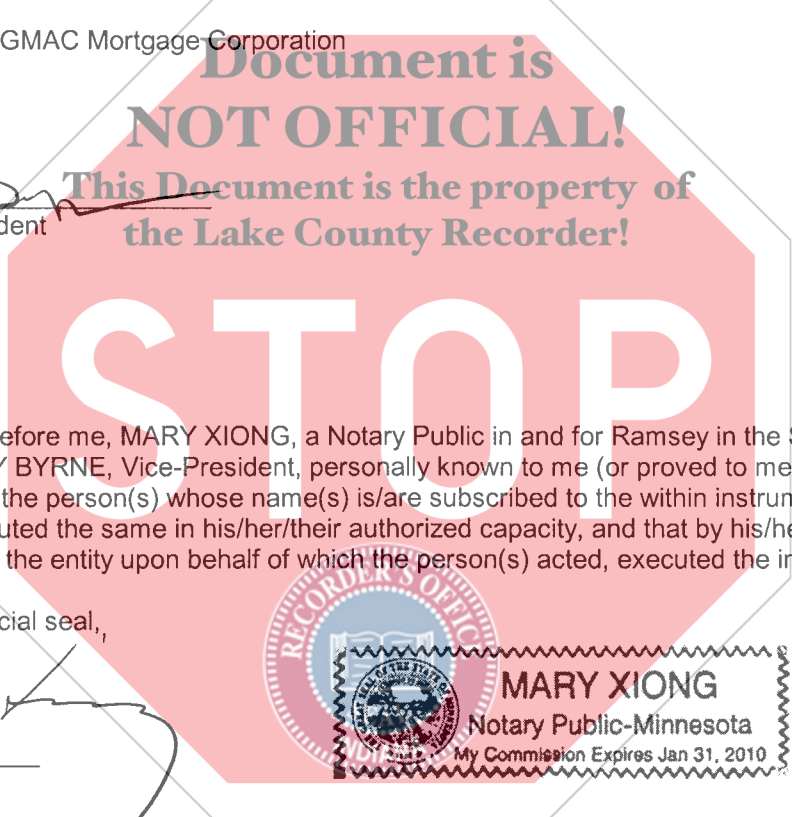 GMAC Mortgage Corporation
Document is
NOT OFFICIAL!
This Document is the property of
the Lake County Recorder!
dent
STOP
efore me, MARY XIONG, a Notary Public in and for Ramsey in the S
Y BYRNE, Vice-President, personally known to me (or proved to me
the person(s) whose name(s) is/are subscribed to the within instrum
uted the same in his/her/their authorized capacity, and that by his/he
the entity upon behalf of which the person(s) acted, executed the in
cial seal,
RECORDER'S OFFICE
INDIANA
MARY XIONG
Notary Public-Minnesota
My Commission Expires Jan 31, 2010